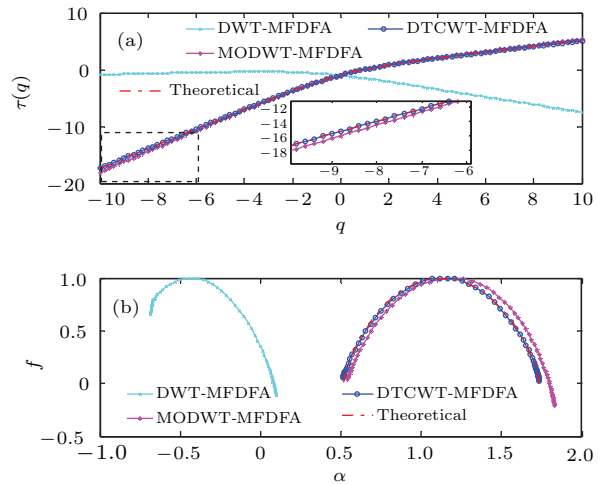 (a)
DWT-MFDFA
DTCWT-MFDFA
MODWT-MFDFA
Theoretical
τ(q)
10
0
−10
−20
−12
−14
−16
−18
−9 −8 −7 −6
−10 −8 −6 −4 −2 0 2 4 6 8 10
q
(b)
1.0
0.5
0
−0.5
f
DWT-MFDFA
DTCWT-MFDFA
MODWT-MFDFA
Theoretical
−1.0 −0.5 0 0.5 1.0 1.5 2.0
α